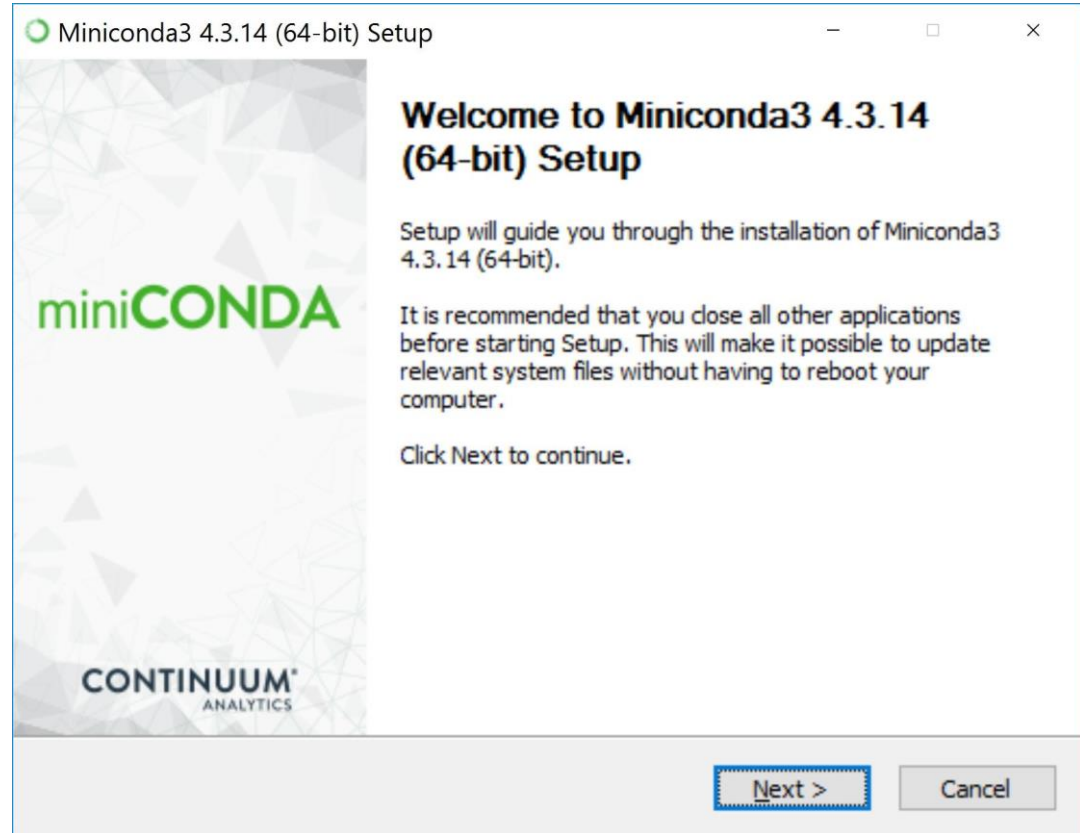 Miniconda3 4.3.14 (64-bit) Setup
Welcome to Miniconda3 4.3.14
(64-bit) Setup
Setup will guide you through the installation of Miniconda3
4.3.14 (64-bit).
It is recommended that you close all other applications
before starting Setup. This will make it possible to update
relevant system files without having to reboot your
computer.
Click Next to continue.
miniCONDA
CONTINUUM®
ANALYTICS
Next >
Cancel